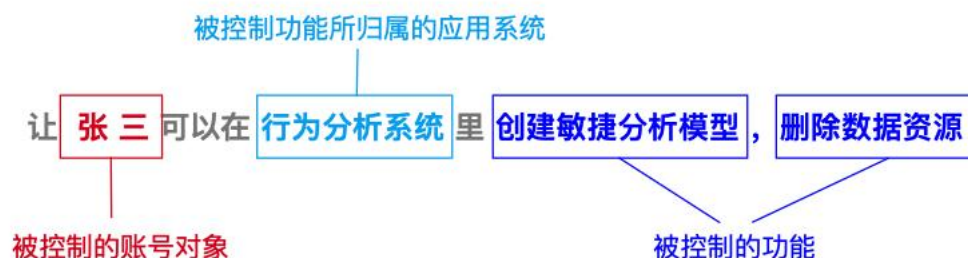 被控制功能所归属的应用系统
让 张三 可以在 行为分析系统 里 创建敏捷分析模型，删除数据资源
被控制的账号对象 被控制的功能